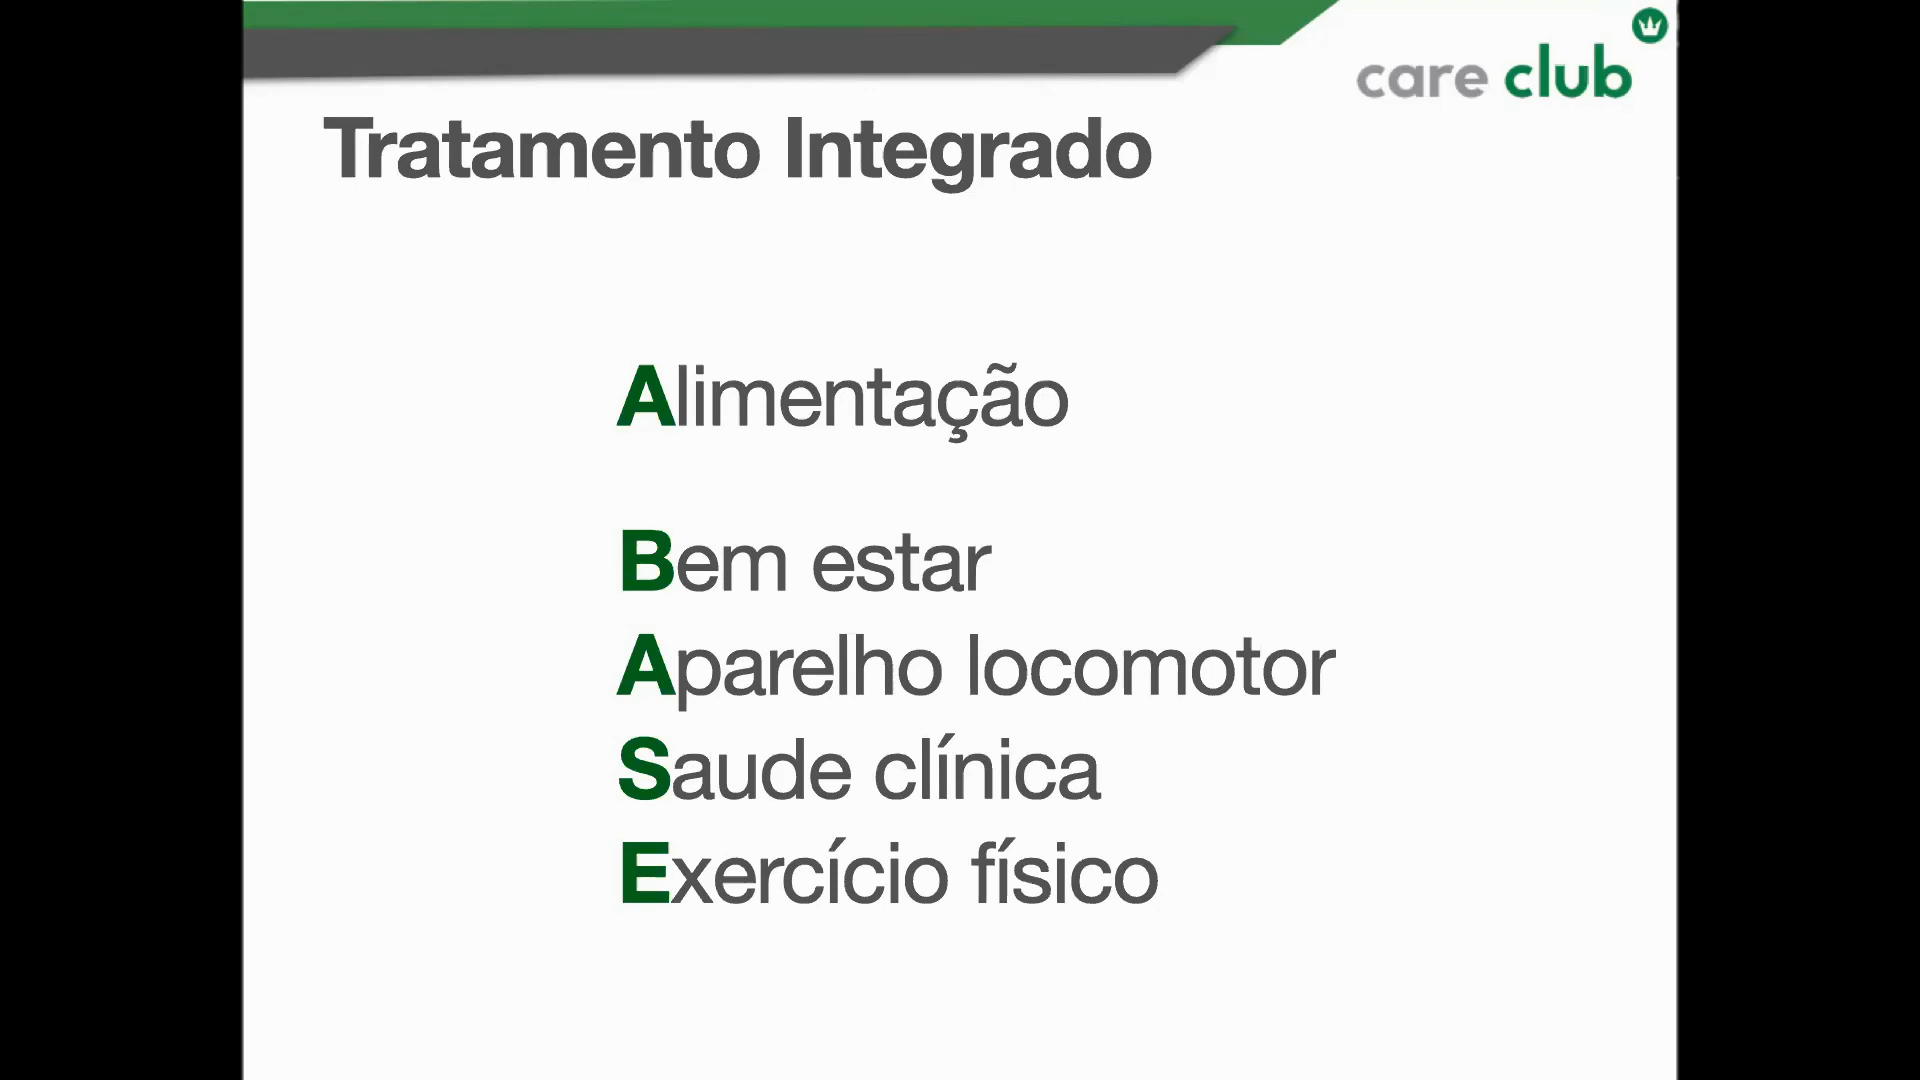 care club
Tratamento Integrado
Alimentação
Bem estar
Aparelho locomotor
Saude clínica
Exercício físico